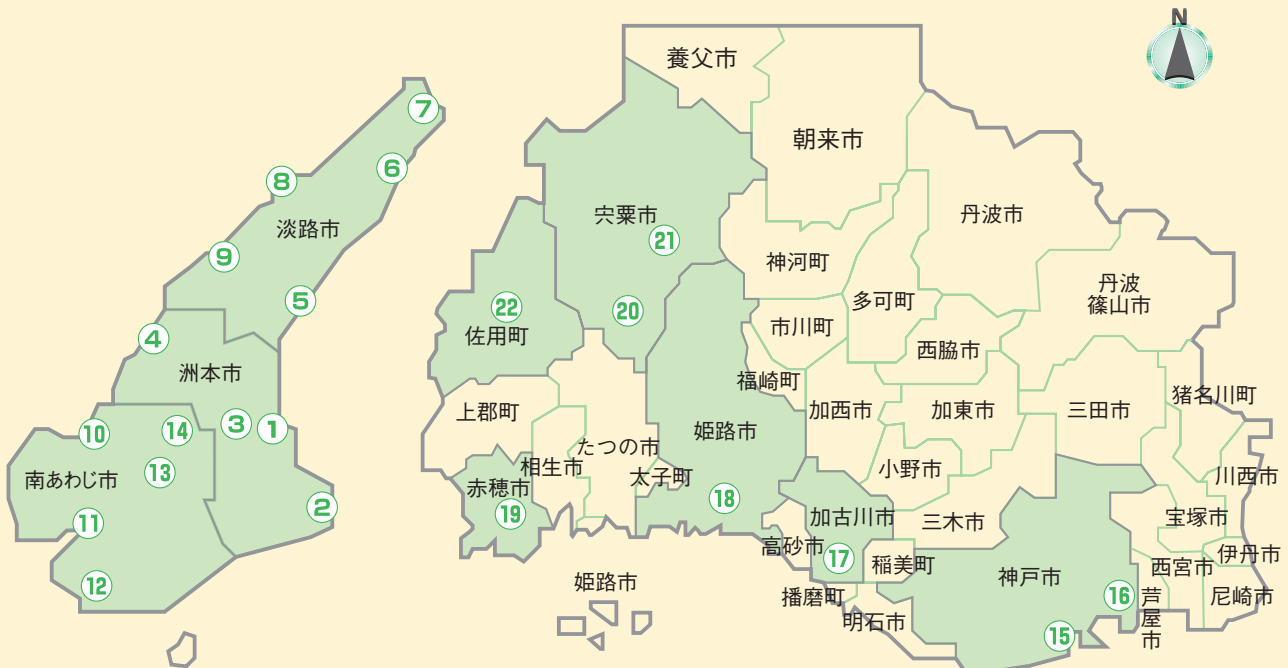 N
養父市
朝来市
⑦
⑥
⑧
淡路市
宍粟市
丹波市
㉑
⑨
神河町
丹波
篠山市
⑤
㉒
⑳
多可町
佐用町
市川町
④
西脇市
洲本市
福崎町
猪名川町
上郡町
加西市
加東市
三田市
③
①
⑩
⑭
姫路市
たつの市
相生市
太子町
小野市
南あわじ市
⑬
赤穂市
川西市
⑱
②
⑲
⑪
加古川市
三木市
宝塚市
高砂市
⑰
稲美町
伊丹市
西宮市
神戸市
⑫
姫路市
播磨町
⑯
芦屋市
尼崎市
明石市
⑮